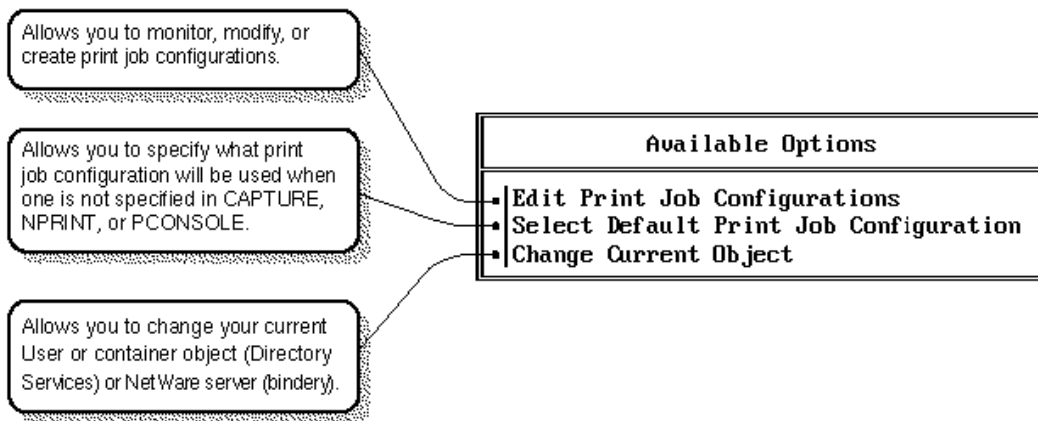 Allows you to monitor, modify, or
create print job configurations.
Allows you to specify what print
job configuration will be used when
one is not specified in CAPTURE,
NPRINT, or PCONSOLE.
Allows you to change your current
User or container object (Directory
Services) or NetWare server (bindery).
Available Options
Edit Print Job Configurations
Select Default Print Job Configuration
Change Current Object